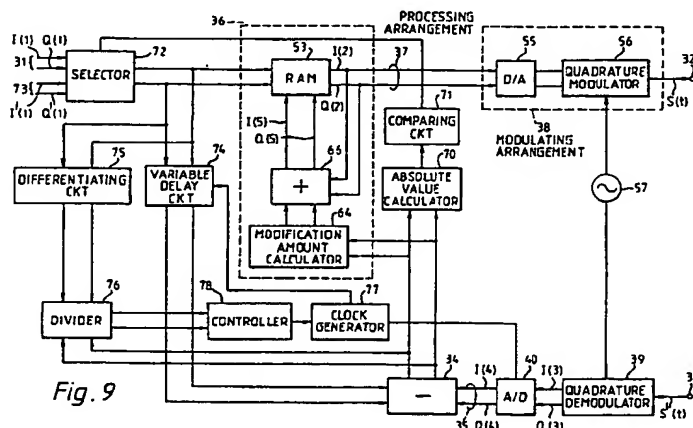 36
PROCESSING ARRANGEMENT
I(1)
Q(1)
31
73
I'(1)
Q'(1)
72
SELECTOR
53
RAM
I(2)
Q(2)
37
55
D/A
56
QUADRATURE MODULATOR
32
S(t)
38
MODULATING ARRANGEMENT
I(5)
Q(5)
71
COMPARING CKT
75
DIFFERENTIATING CKT
74
VARIABLE DELAY CKT
65
+
70
ABSOLUTE VALUE CALCULATOR
57
64
MODIFICATION AMOUNT CALCULATOR
76
DIVIDER
78
CONTROLLER
77
CLOCK GENERATOR
34
−
I(4)
35
Q(4)
40
A/D
I(3)
Q(3)
39
QUADRATURE DEMODULATOR
S'(t)
Fig. 9